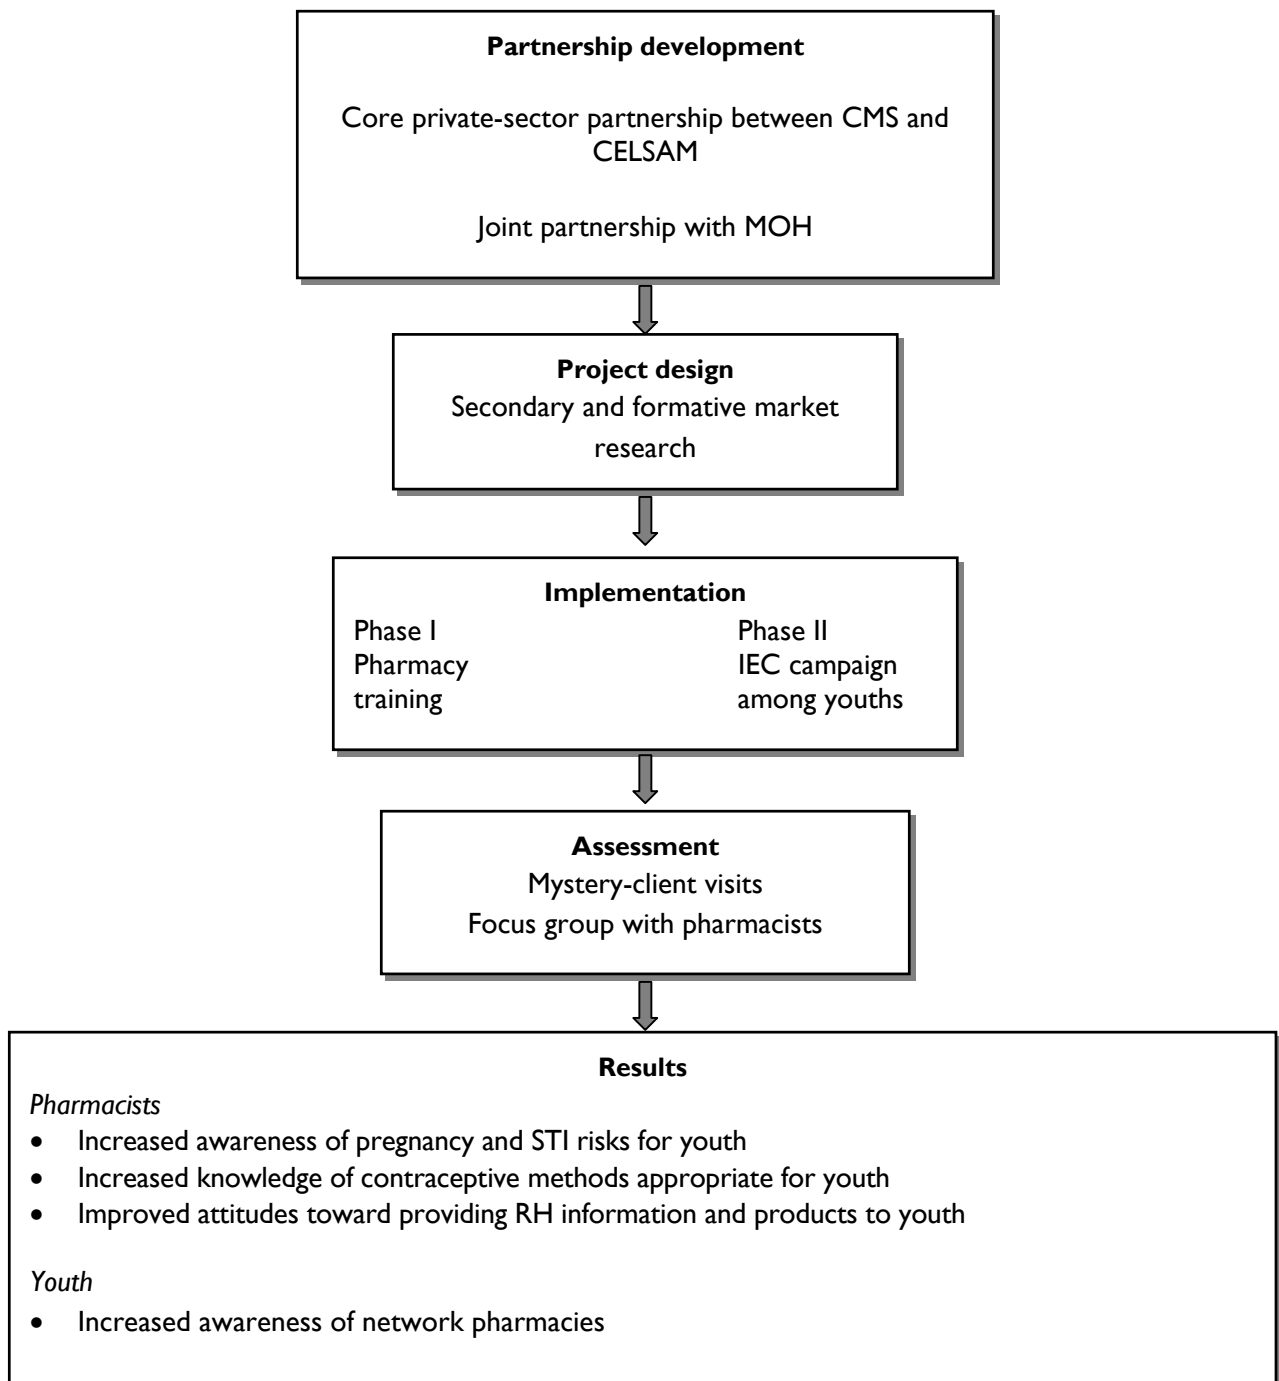 Partnership development
Core private-sector partnership between CMS and
CELSAM
Joint partnership with MOH
Project design
Secondary and formative market
research
Implementation
Phase I
Pharmacy
training
Phase II
IEC campaign
among youths
Assessment
Mystery-client visits
Focus group with pharmacists
Results
Pharmacists
• Increased awareness of pregnancy and STI risks for youth
• Increased knowledge of contraceptive methods appropriate for youth
• Improved attitudes toward providing RH information and products to youth
Youth
• Increased awareness of network pharmacies